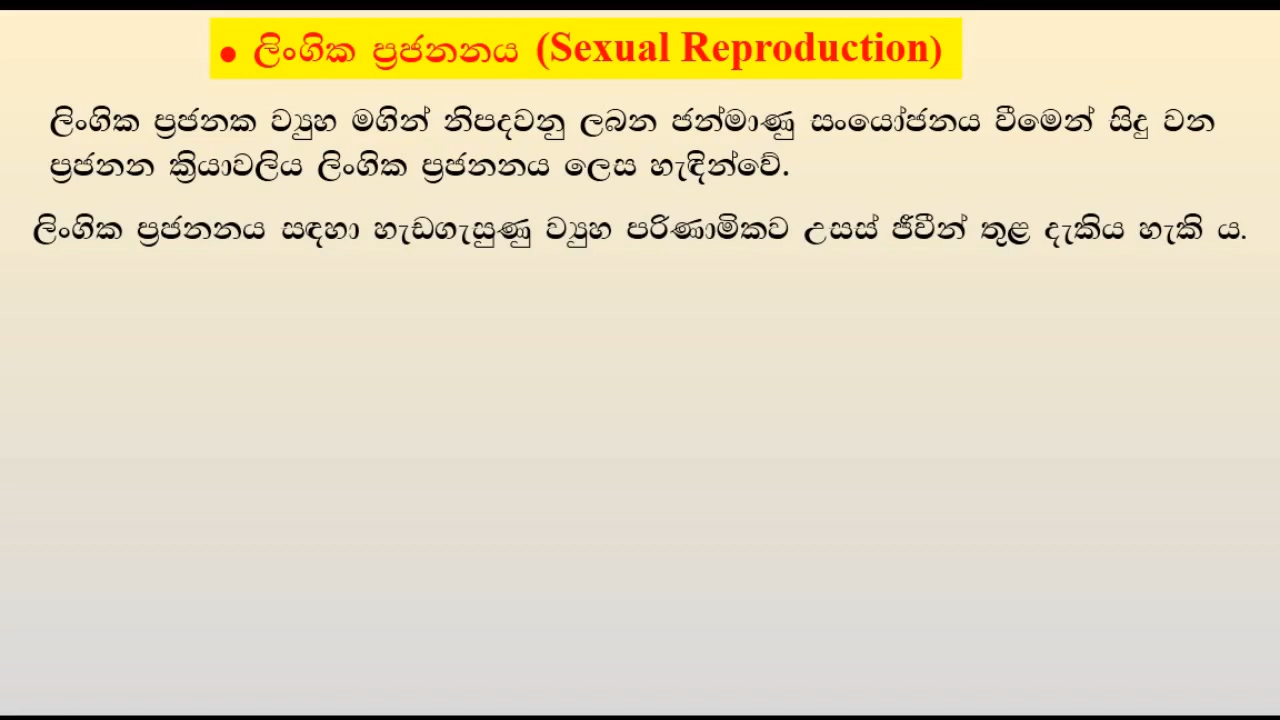 • ලිංගික ප්‍රජනනය (Sexual Reproduction)
ලිංගික ප්‍රජනක ව්‍යුහ මගින් නිපදවනු ලබන ජන්මාණු සංයෝජනය වීමෙන් සිදු වන
ප්‍රජනන ක්‍රියාවලිය ලිංගික ප්‍රජනනය ලෙස හැඳින්වේ.
ලිංගික ප්‍රජනනය සඳහා හැඩගැසුණු ව්‍යුහ පරිණාමිකව උසස් ජීවීන් තුළ දැකිය හැකි ය.